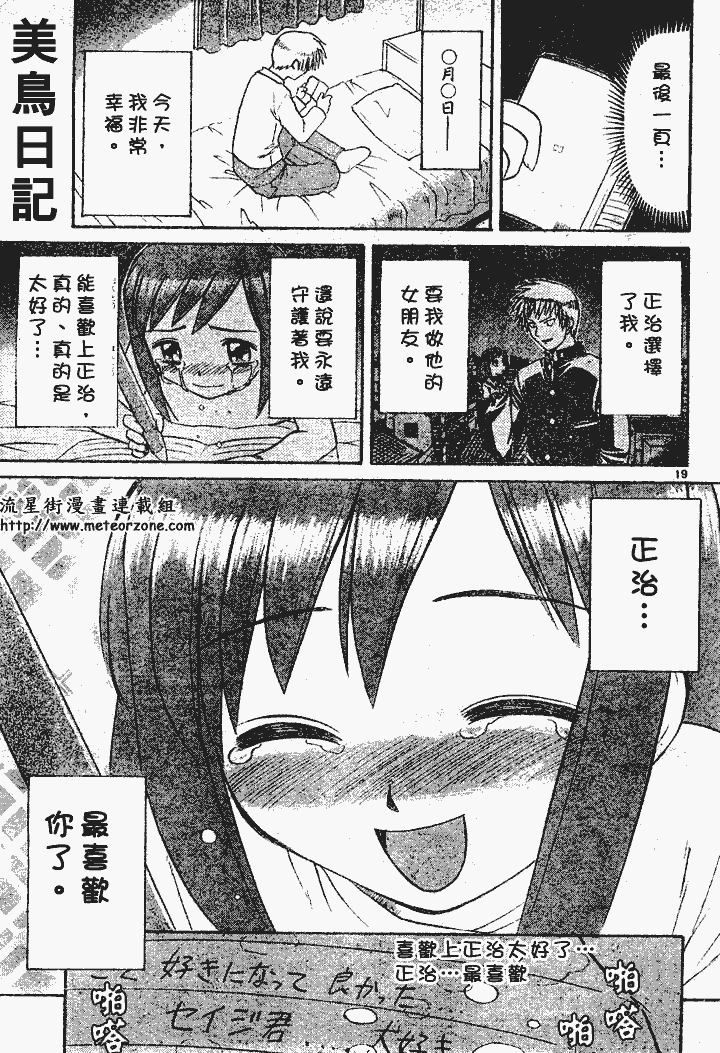 美鳥日記
最後一頁…
○月○日──
今天，
我非常
幸福。
正治選擇
了我。
要我做他的
女朋友。
還說要永遠
守護著我。
能喜歡上正治，
真的、真的是
太好了…
19
流星街漫畫連載組
http://www.meteorzone.com
正治…
最喜歡
你了。
喜歡上正治太好了…
正治…最喜歡
好きになって 良かった…
セイジ君……大好き
啪嗒
啪嗒
啪嗒